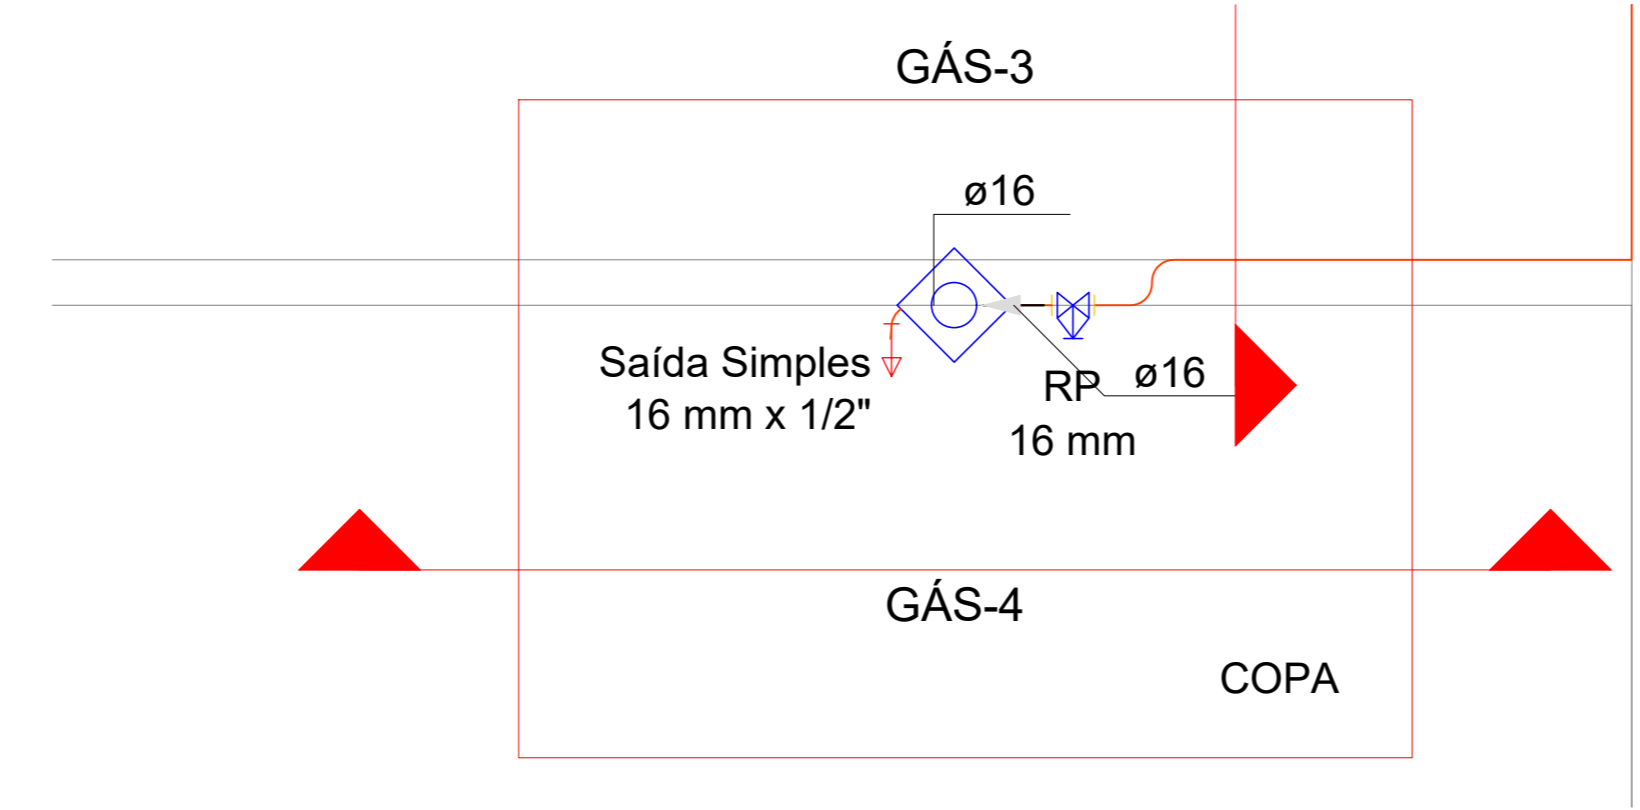 GÁS-3
ø16
Saída Simples
16 mm x 1/2"
RP
16 mm
ø16
GÁS-4
COPA